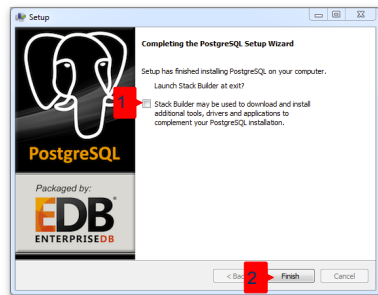 Setup
Completing the PostgreSQL Setup Wizard
Setup has finished installing PostgreSQL on your computer.
Launch Stack Builder at exit?
1
Stack Builder may be used to download and install
additional tools, drivers and applications to
complement your PostgreSQL installation.
PostgreSQL
Packaged by:
EDB
ENTERPRISEDB
< Bac
2
Finish
Cancel